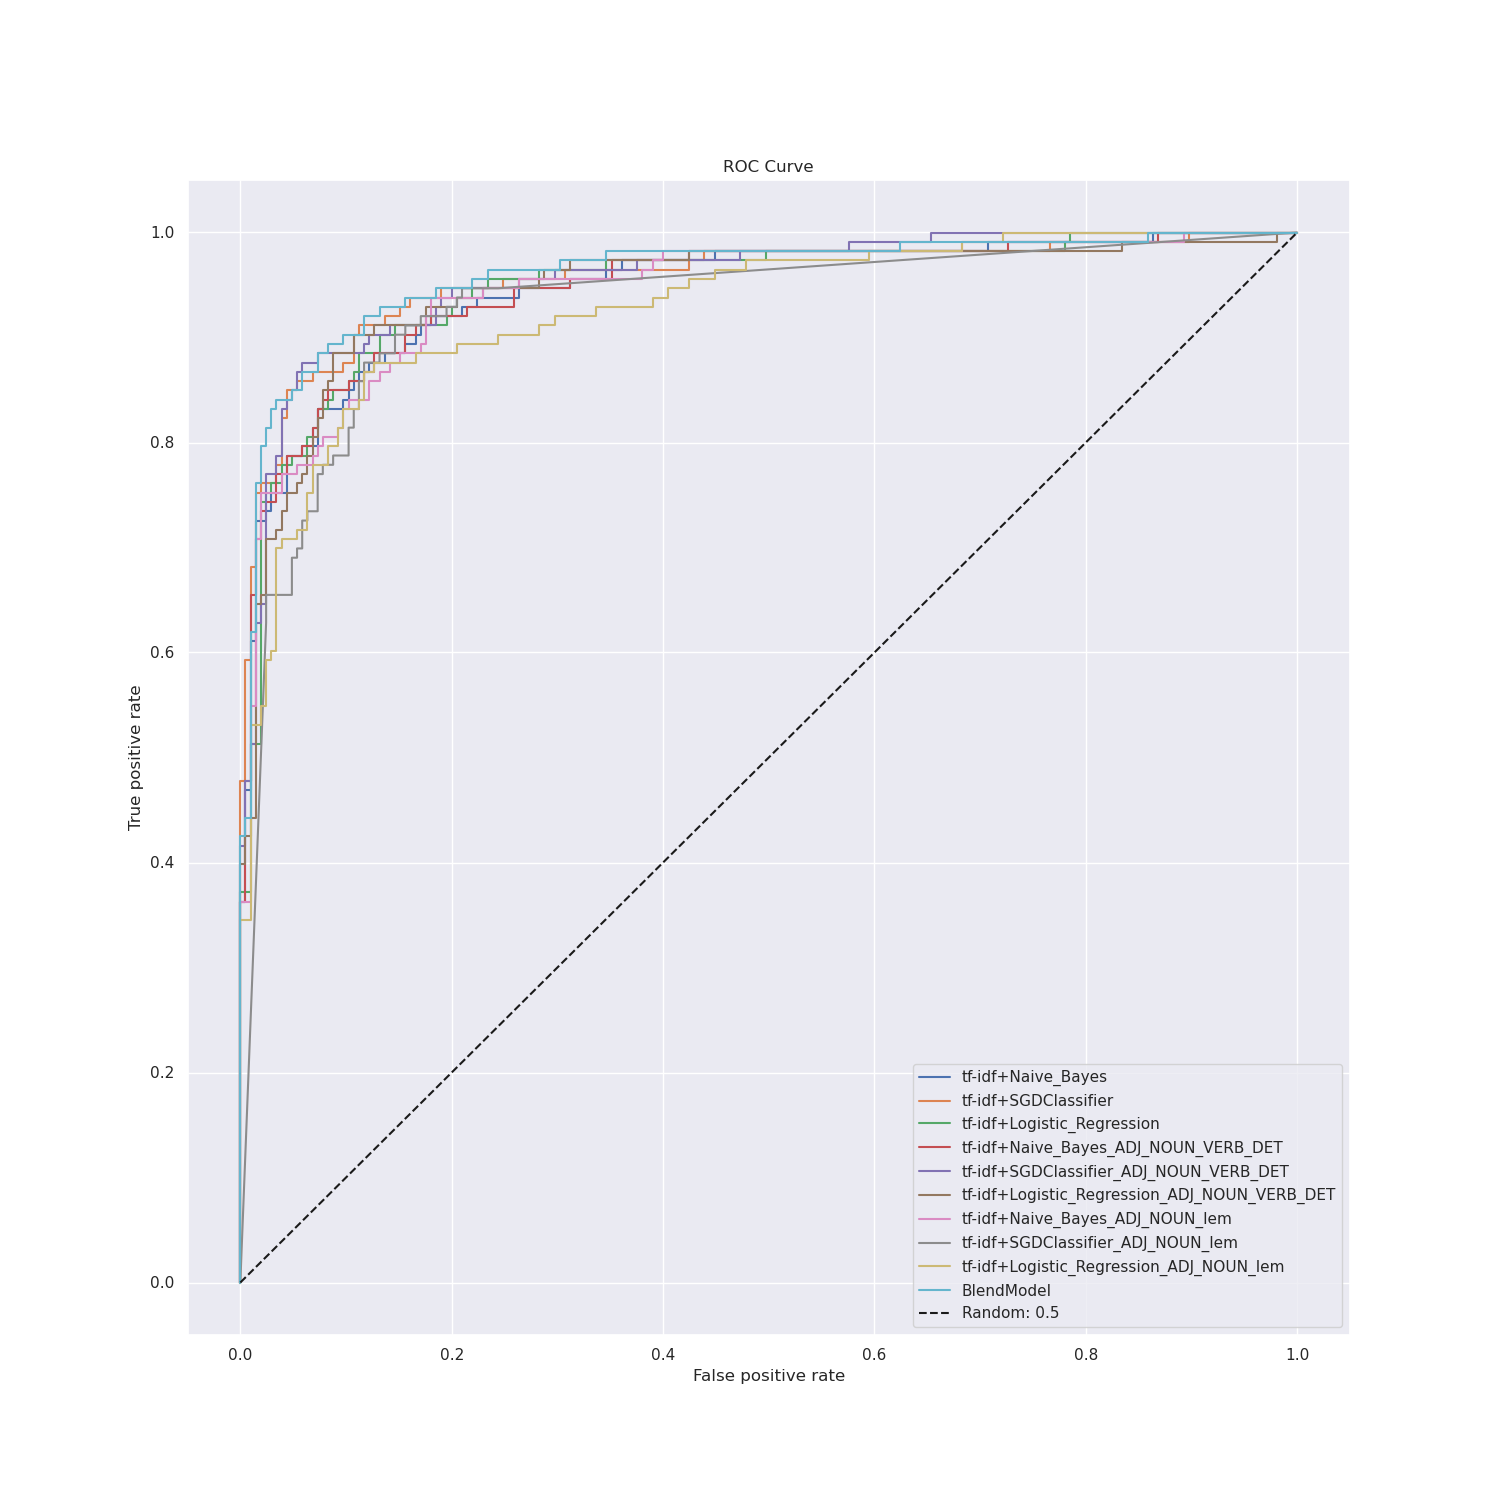 ROC Curve
1.0
0.8
0.6
0.4
0.2
0.0
True positive rate
0.0 0.2 0.4 0.6 0.8 1.0
False positive rate
tf-idf+Naive_Bayes
tf-idf+SGDClassifier
tf-idf+Logistic_Regression
tf-idf+Naive_Bayes_ADJ_NOUN_VERB_DET
tf-idf+SGDClassifier_ADJ_NOUN_VERB_DET
tf-idf+Logistic_Regression_ADJ_NOUN_VERB_DET
tf-idf+Naive_Bayes_ADJ_NOUN_lem
tf-idf+SGDClassifier_ADJ_NOUN_lem
tf-idf+Logistic_Regression_ADJ_NOUN_lem
BlendModel
Random: 0.5